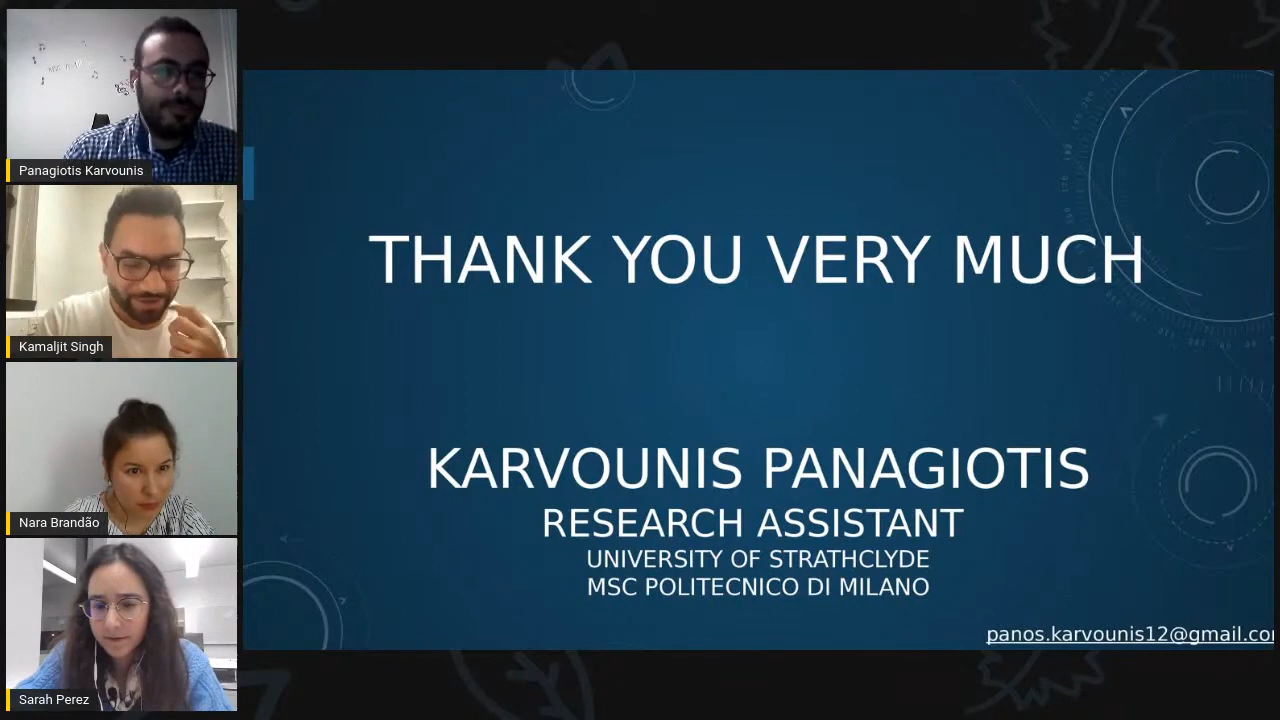 Panagiotis Karvounis
Kamaljit Singh
Nara Brandão
Sarah Perez
THANK YOU VERY MUCH
KARVOUNIS PANAGIOTIS
RESEARCH ASSISTANT
UNIVERSITY OF STRATHCLYDE
MSC POLITECNICO DI MILANO
panos.karvounis12@gmail.co